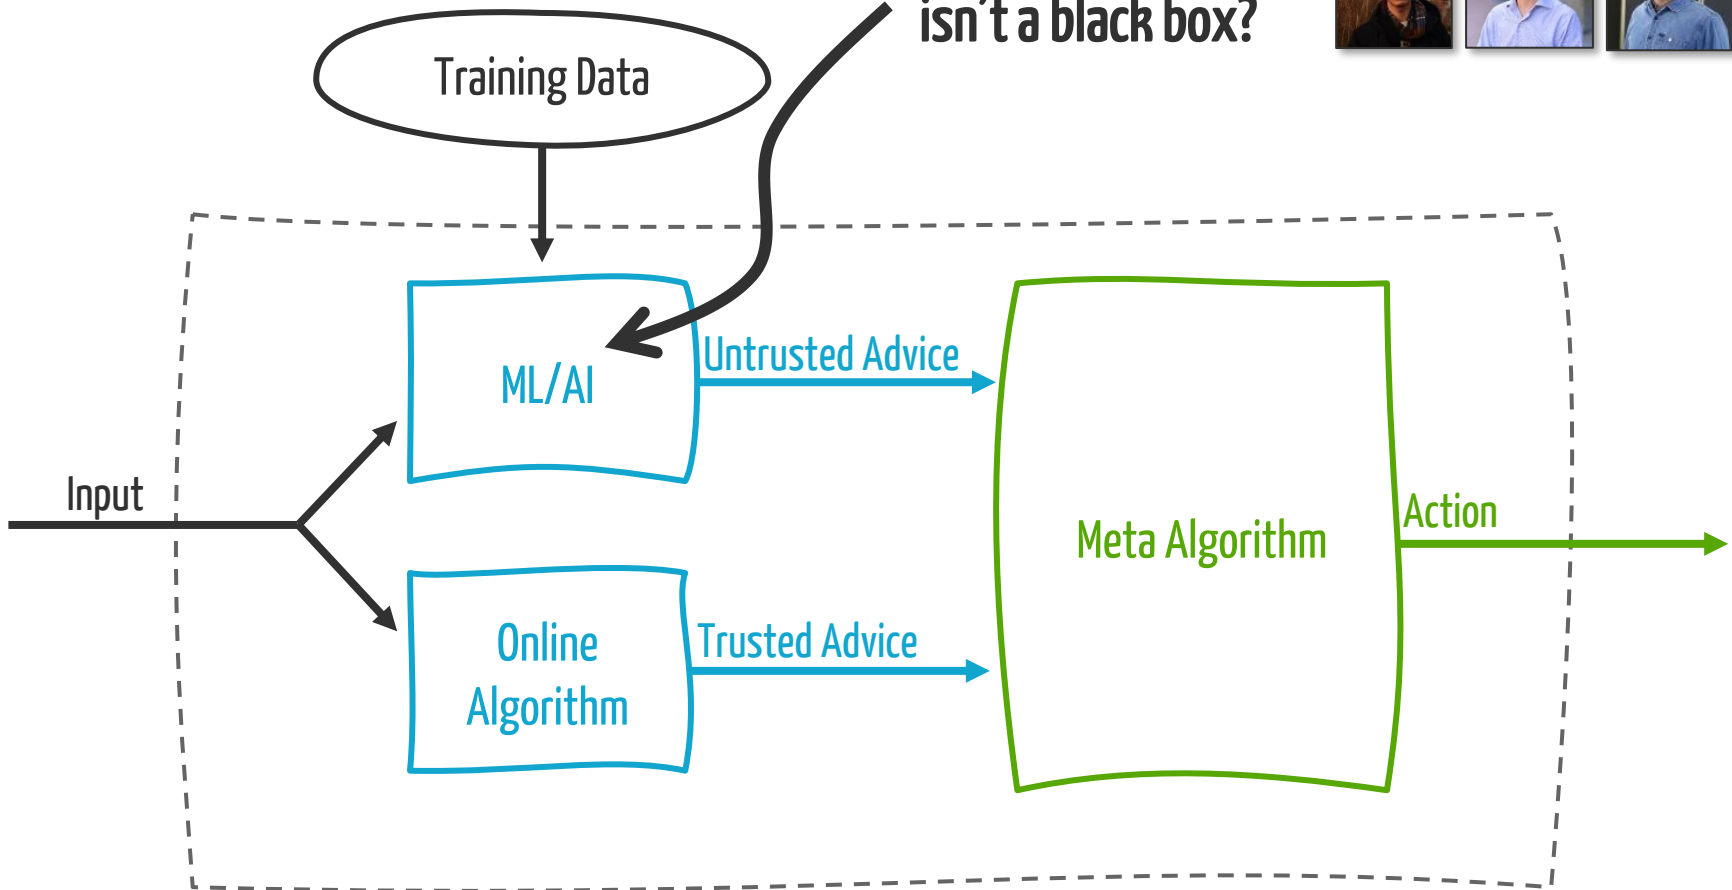 isn't a black box?
Training Data
Untrusted Advice
ML/AI
Input
Action
Meta Algorithm
Online
Algorithm
Trusted Advice